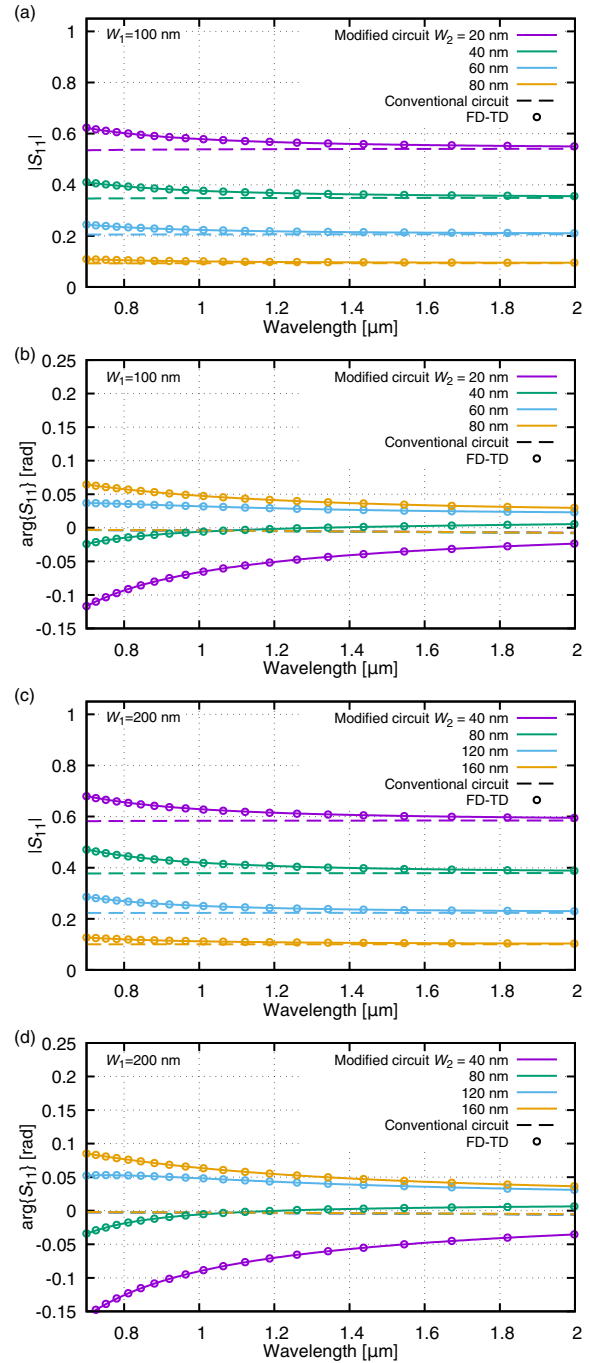 (a)
W1=100 nm
Modified circuit W2 = 20 nm
40 nm
60 nm
80 nm
Conventional circuit
FD-TD
|S11|
1
0.8
0.6
0.4
0.2
0
0.8
1
1.2
1.4
1.6
1.8
2
Wavelength [µm]
(b)
W1=100 nm
Modified circuit W2 = 20 nm
40 nm
60 nm
80 nm
Conventional circuit
FD-TD
arg{S11} [rad]
0.25
0.2
0.15
0.1
0.05
0
-0.05
-0.1
-0.15
0.8
1
1.2
1.4
1.6
1.8
2
Wavelength [µm]
(c)
W1=200 nm
Modified circuit W2 = 40 nm
80 nm
120 nm
160 nm
Conventional circuit
FD-TD
|S11|
1
0.8
0.6
0.4
0.2
0
0.8
1
1.2
1.4
1.6
1.8
2
Wavelength [µm]
(d)
W1=200 nm
Modified circuit W2 = 40 nm
80 nm
120 nm
160 nm
Conventional circuit
FD-TD
arg{S11} [rad]
0.25
0.2
0.15
0.1
0.05
0
-0.05
-0.1
-0.15
0.8
1
1.2
1.4
1.6
1.8
2
Wavelength [µm]